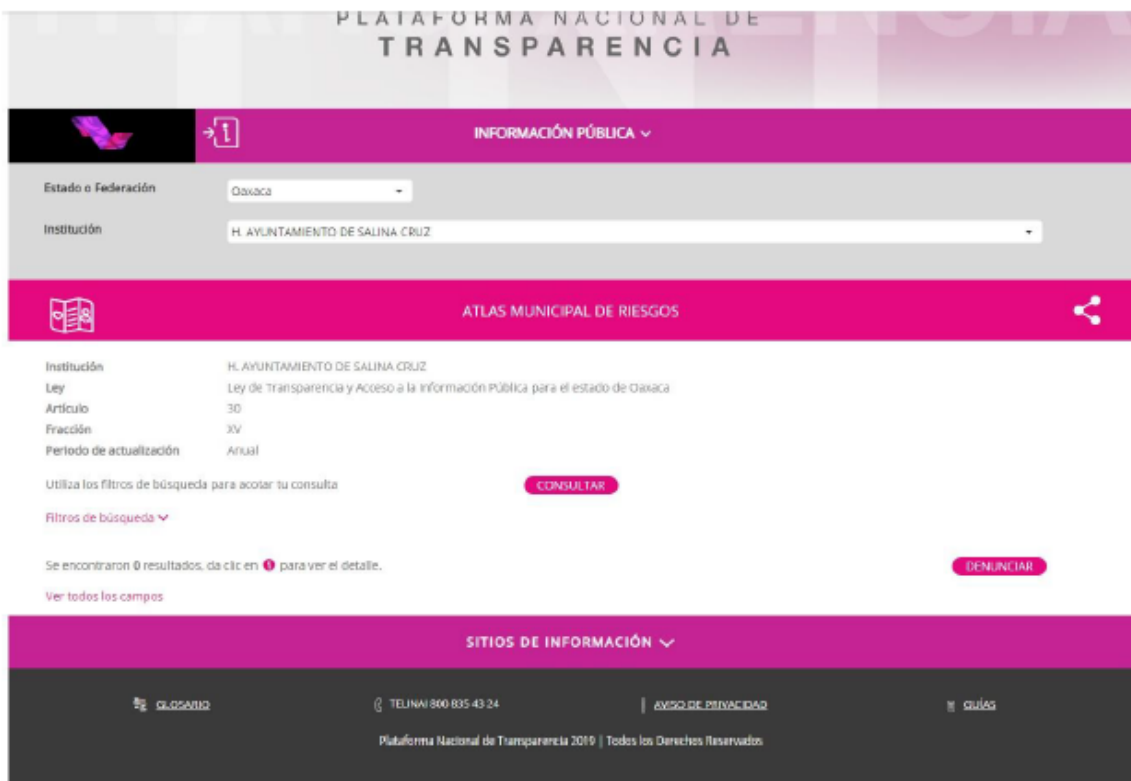 PLATAFORMA NACIONAL DE
TRANSPARENCIA
INFORMACIÓN PÚBLICA
Estado o Federación Oaxaca
Institución H. AYUNTAMIENTO DE SALINA CRUZ
ATLAS MUNICIPAL DE RIESGOS
Institución H. AYUNTAMIENTO DE SALINA CRUZ
Ley Ley de Transparencia y Acceso a la Información Pública para el estado de Oaxaca
Artículo 30
Fracción XV
Periodo de actualización Anual
Utiliza los filtros de búsqueda para acotar tu consulta CONSULTAR
Filtros de búsqueda
Se encontraron 0 resultados, da clic en i para ver el detalle. DENUNCIAR
Ver todos los campos
SITIOS DE INFORMACIÓN
GLOSARIO TELINAI 800 835 43 24 AVISO DE PRIVACIDAD GUÍAS
Plataforma Nacional de Transparencia 2019 | Todos los Derechos Reservados